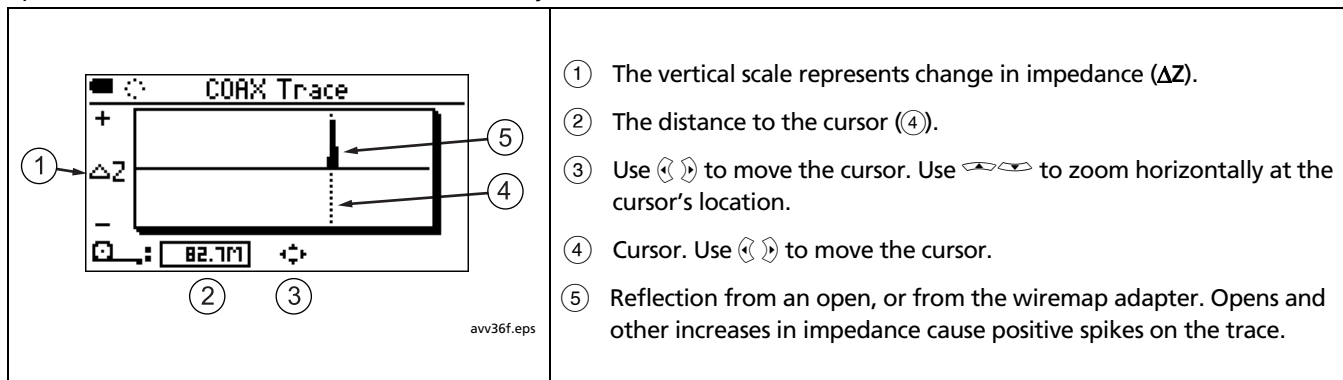 COAX Trace
+
ΔZ
−
82.7M
1
2
3
4
5
avv36f.eps
1 The vertical scale represents change in impedance (ΔZ).
2 The distance to the cursor (4).
3 Use to move the cursor. Use to zoom horizontally at the
cursor's location.
4 Cursor. Use to move the cursor.
5 Reflection from an open, or from the wiremap adapter. Opens and
other increases in impedance cause positive spikes on the trace.